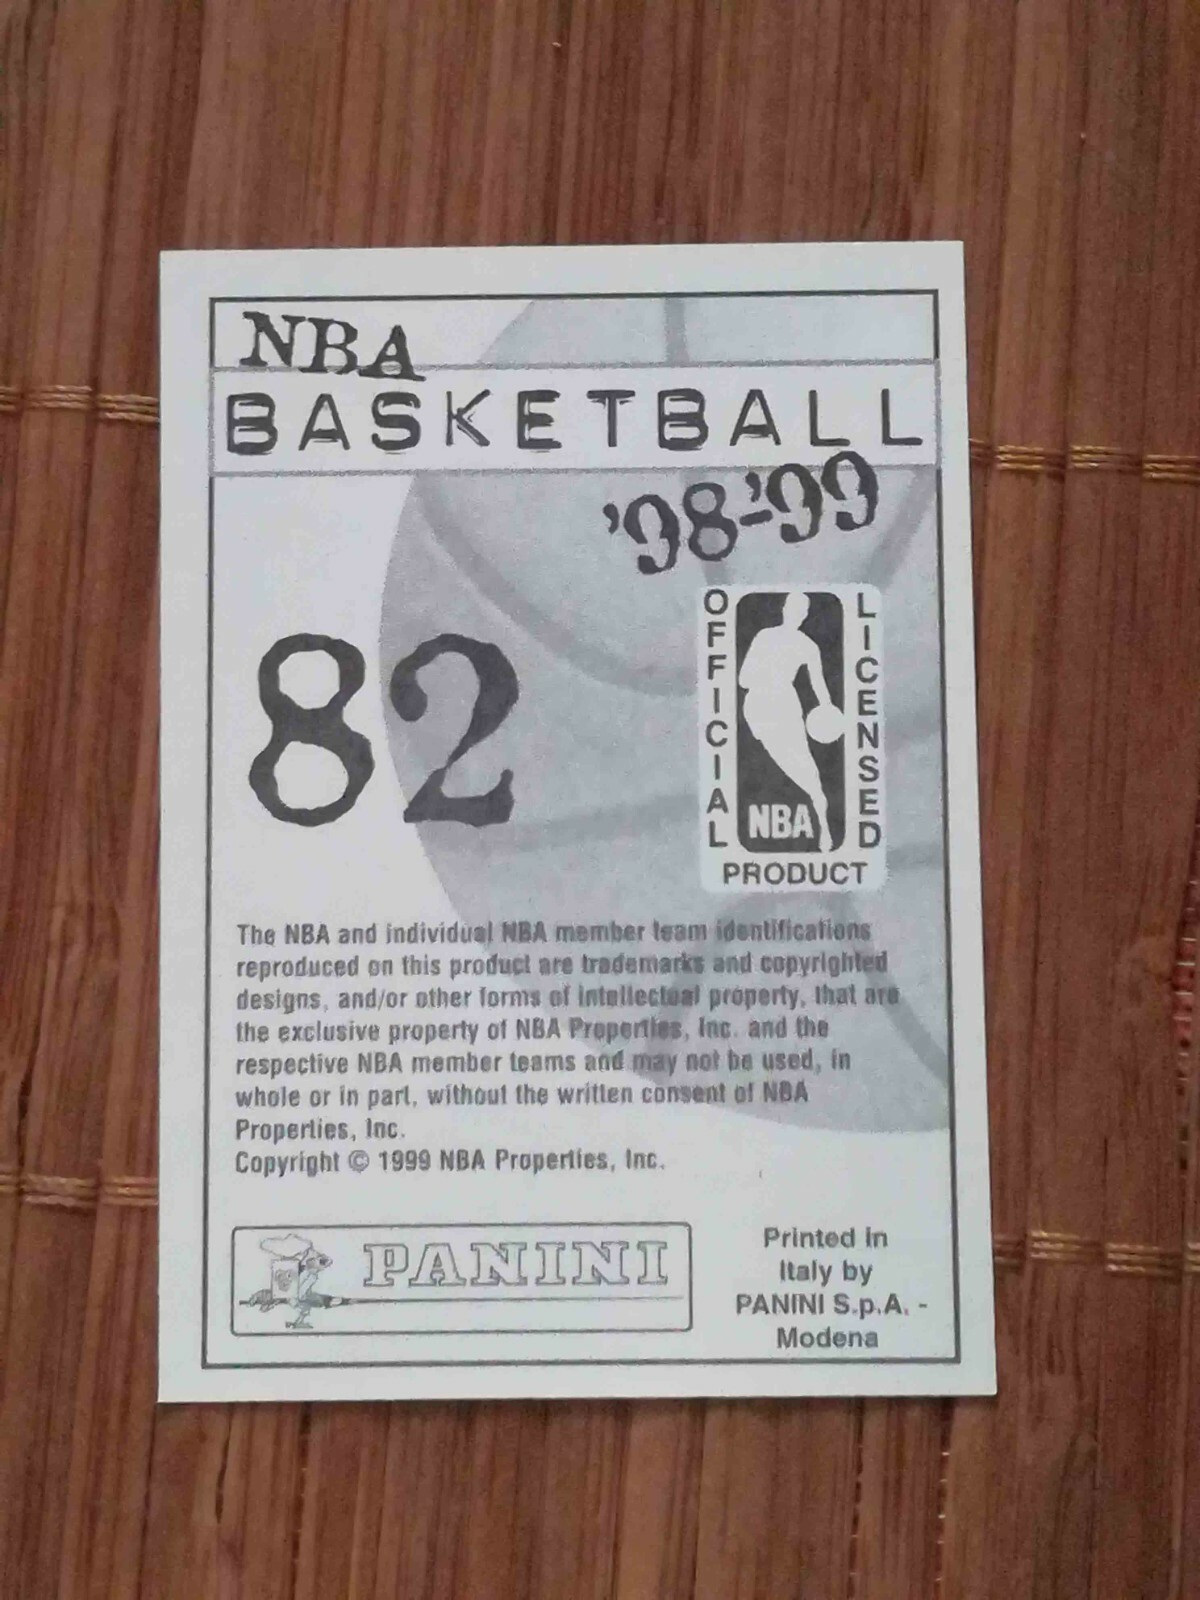 NBA
BASKETBALL
'98-'99
82
OFFICIAL
LICENSED
NBA
PRODUCT
The NBA and individual NBA member team identifications
reproduced on this product are trademarks and copyrighted
designs, and/or other forms of intellectual property, that are
the exclusive property of NBA Properties, Inc. and the
respective NBA member teams and may not be used, in
whole or in part, without the written consent of NBA
Properties, Inc.
Copyright © 1999 NBA Properties, Inc.
PANINI
Printed in
Italy by
PANINI S.p.A. -
Modena